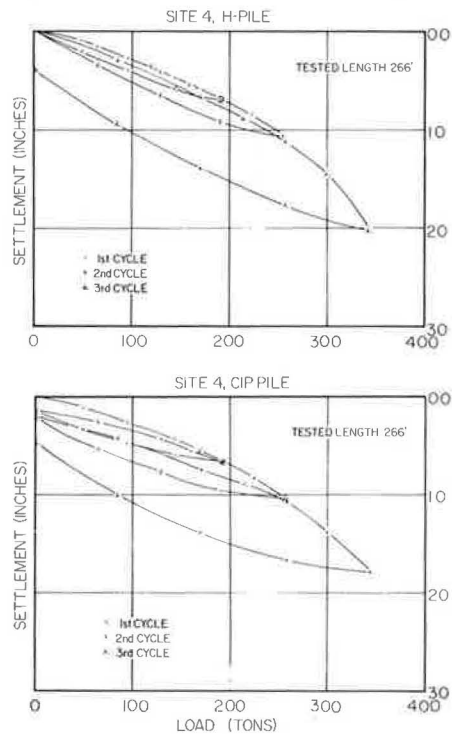 SITE 4, H-PILE
TESTED LENGTH 266'
SETTLEMENT (INCHES)
00
10
20
30
1st CYCLE
2nd CYCLE
3rd CYCLE
0 100 200 300 400
SITE 4, CIP PILE
TESTED LENGTH 266'
SETTLEMENT (INCHES)
00
10
20
30
1st CYCLE
2nd CYCLE
3rd CYCLE
0 100 200 300 400
LOAD (TONS)